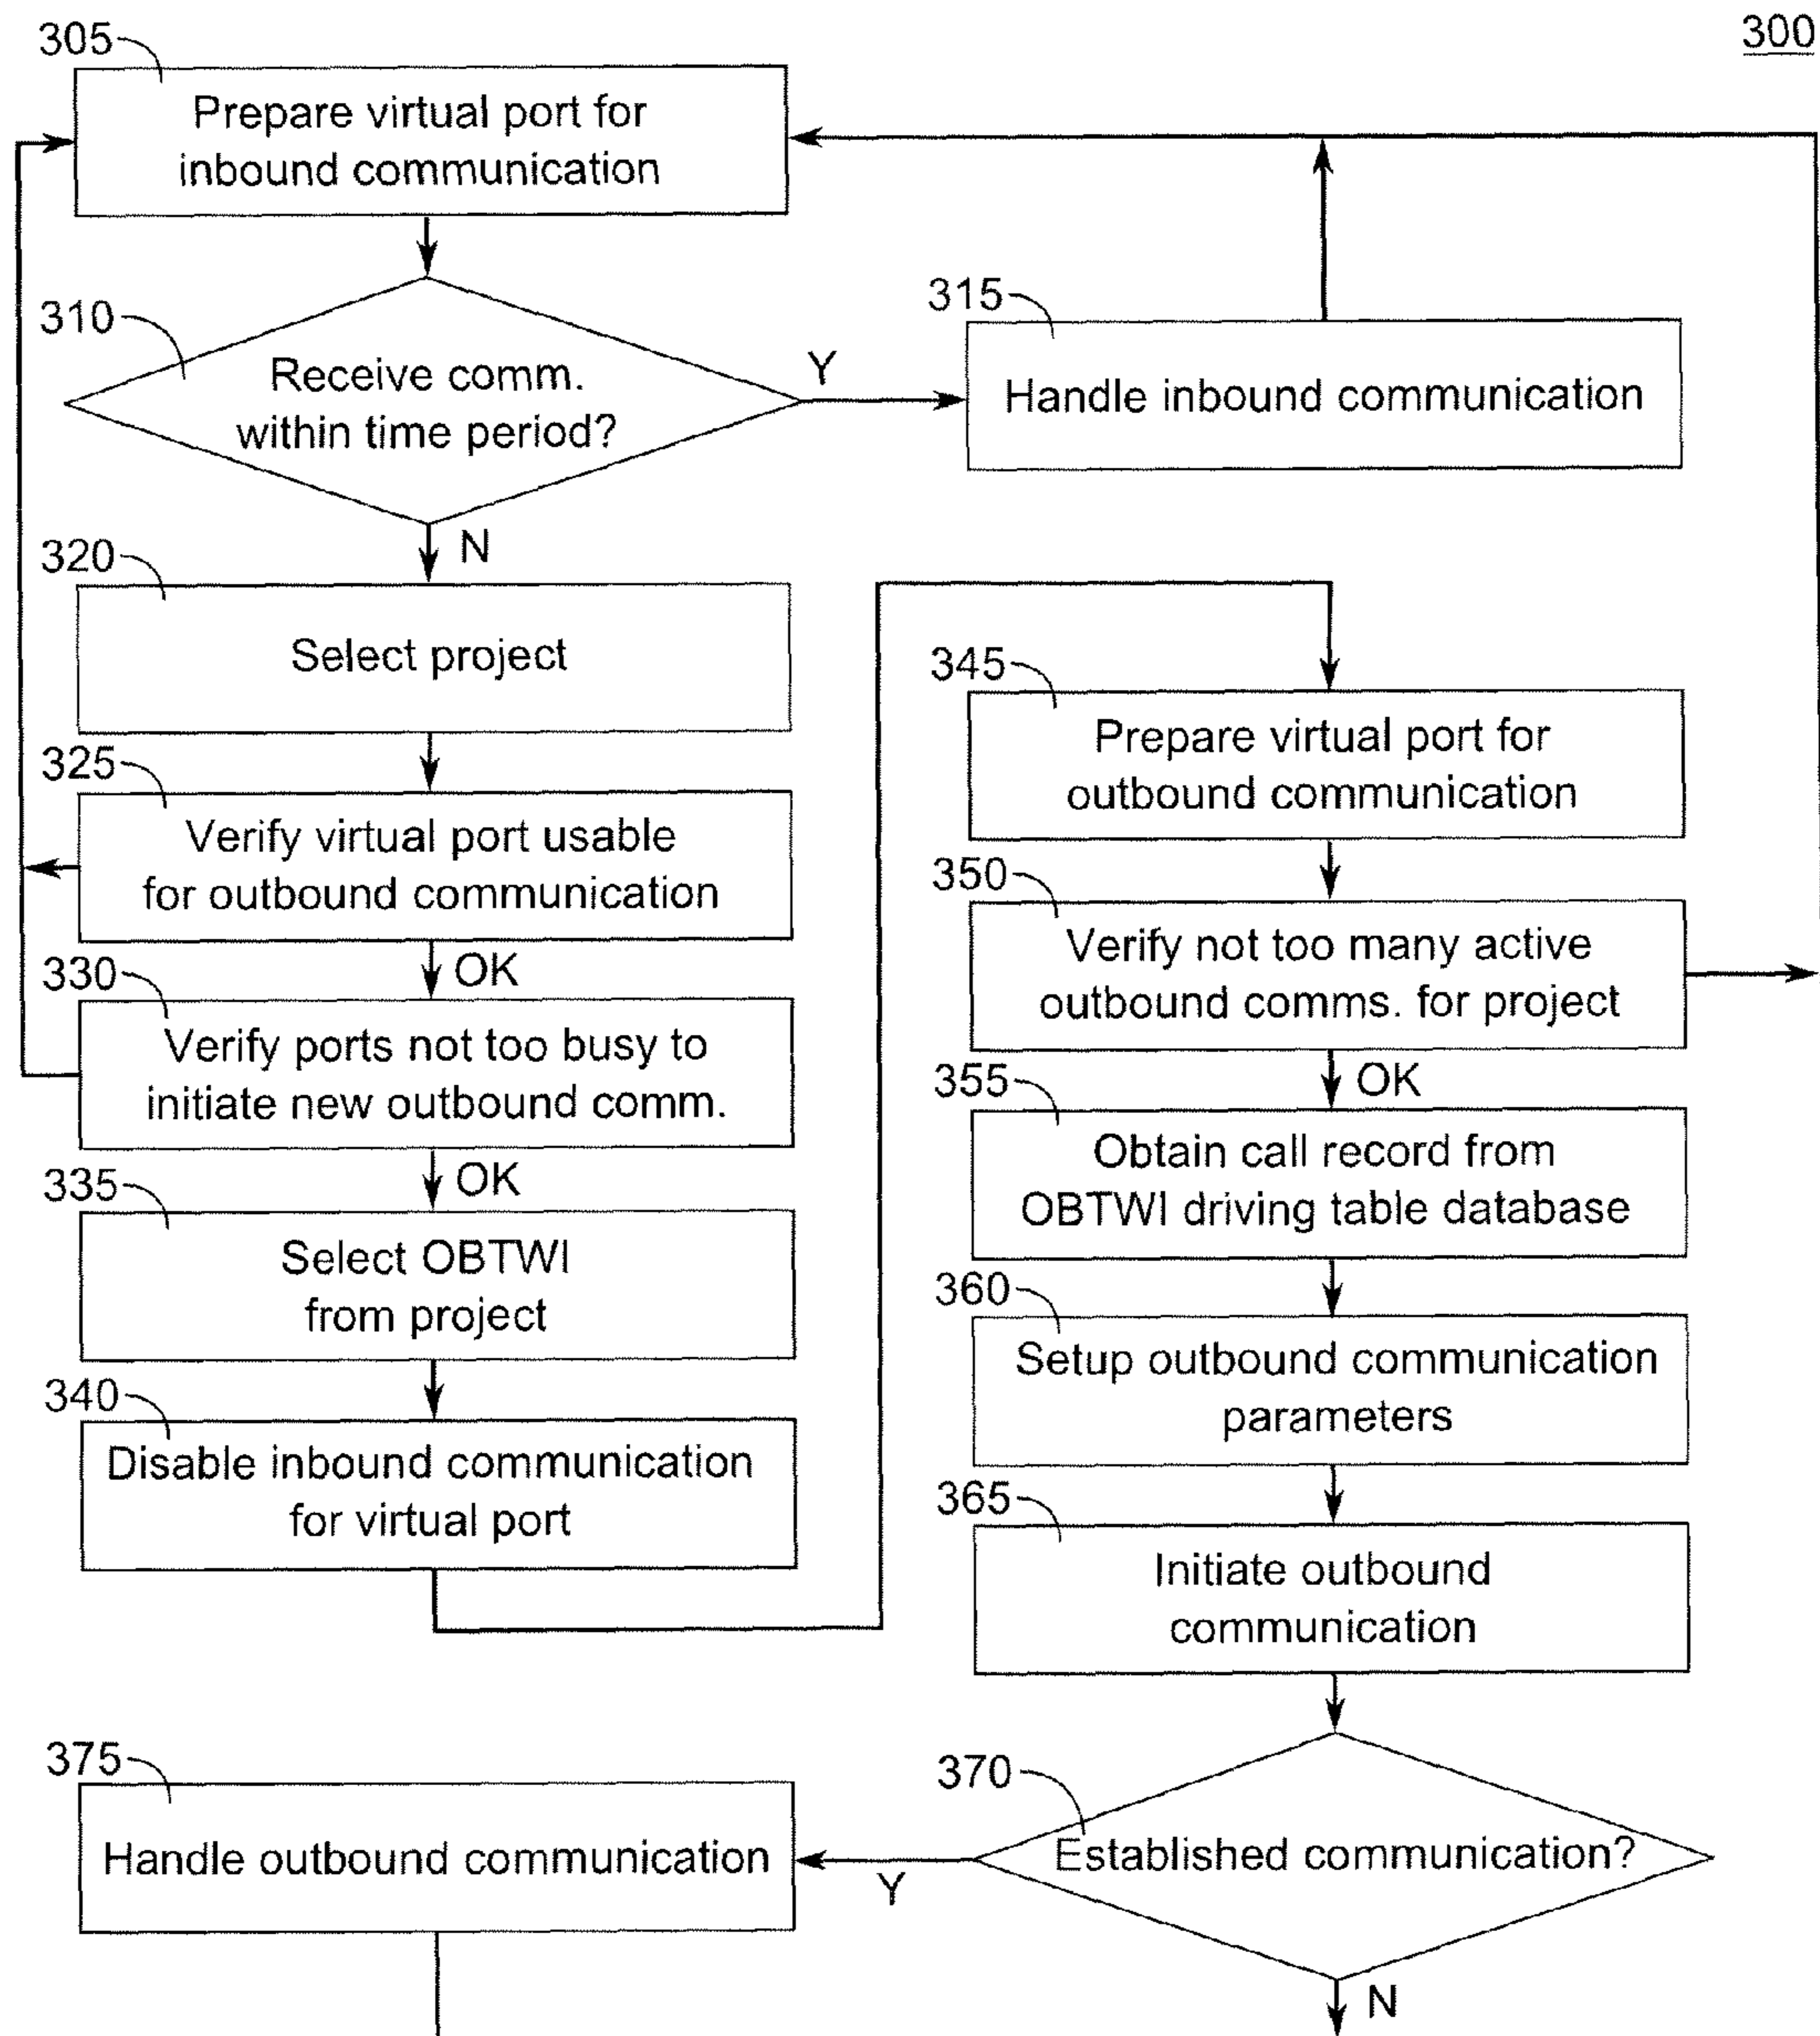 300
305
Prepare virtual port for
inbound communication
310
Receive comm.
within time period?
Y
315
Handle inbound communication
N
320
Select project
325
Verify virtual port usable
for outbound communication
OK
330
Verify ports not too busy to
initiate new outbound comm.
OK
335
Select OBTWI
from project
340
Disable inbound communication
for virtual port
345
Prepare virtual port for
outbound communication
350
Verify not too many active
outbound comms. for project
OK
355
Obtain call record from
OBTWI driving table database
360
Setup outbound communication
parameters
365
Initiate outbound
communication
370
Established communication?
Y
375
Handle outbound communication
N